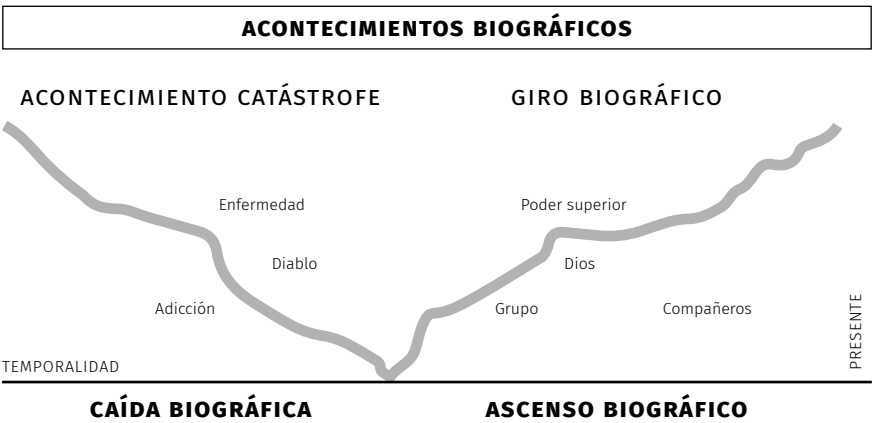 ACONTECIMIENTOS BIOGRÁFICOS
ACONTECIMIENTO CATÁSTROFE
GIRO BIOGRÁFICO
Enfermedad
Poder superior
Diablo
Dios
Adicción
Grupo
Compañeros
PRESENTE
TEMPORALIDAD
CAÍDA BIOGRÁFICA
ASCENSO BIOGRÁFICO